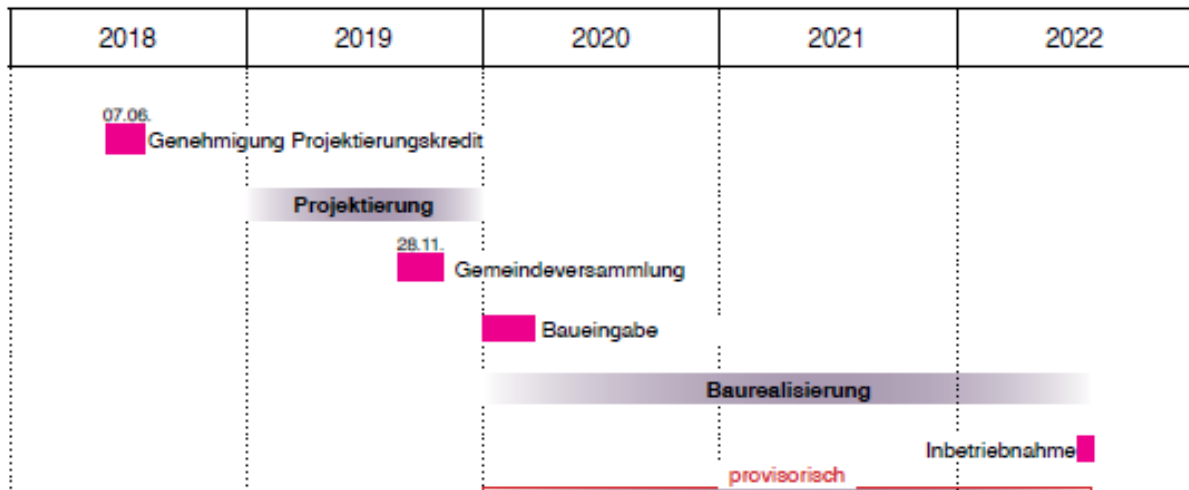 2018 2019 2020 2021 2022
07.06.
Genehmigung Projektierungskredit
Projektierung
28.11.
Gemeindeversammlung
Baueingabe
Baurealisierung
Inbetriebnahme
provisorisch